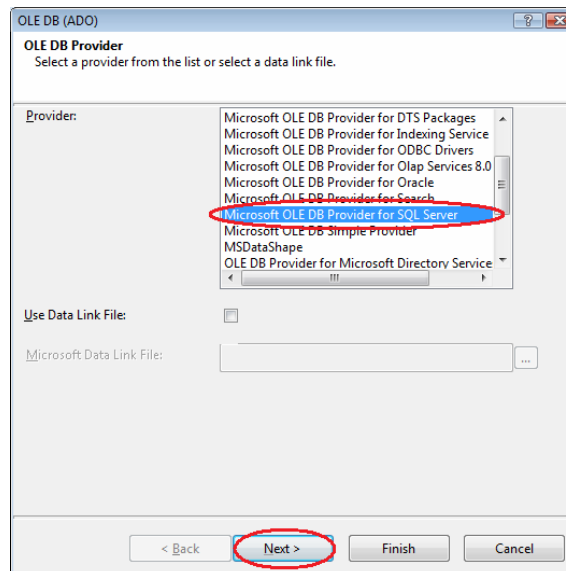 OLE DB (ADO)
OLE DB Provider
Select a provider from the list or select a data link file.
Provider:
Microsoft OLE DB Provider for DTS Packages
Microsoft OLE DB Provider for Indexing Service
Microsoft OLE DB Provider for ODBC Drivers
Microsoft OLE DB Provider for Olap Services 8.0
Microsoft OLE DB Provider for Oracle
Microsoft OLE DB Provider for Search
Microsoft OLE DB Provider for SQL Server
Microsoft OLE DB Simple Provider
MSDataShape
OLE DB Provider for Microsoft Directory Service
Use Data Link File:
Microsoft Data Link File:
...
< Back Next > Finish Cancel